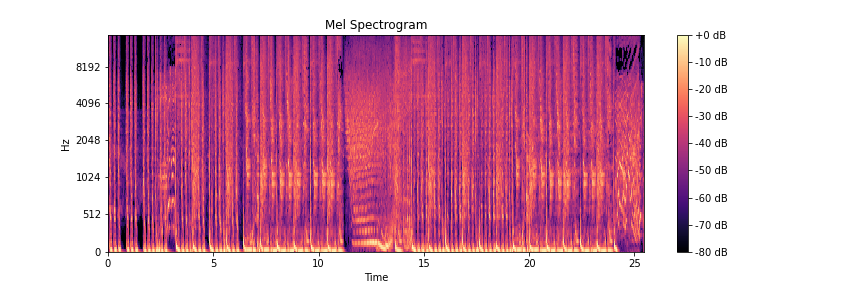 Mel Spectrogram
+0 dB
-10 dB
-20 dB
-30 dB
-40 dB
-50 dB
-60 dB
-70 dB
-80 dB
8192
4096
2048
1024
512
0
Hz
0 5 10 15 20 25
Time